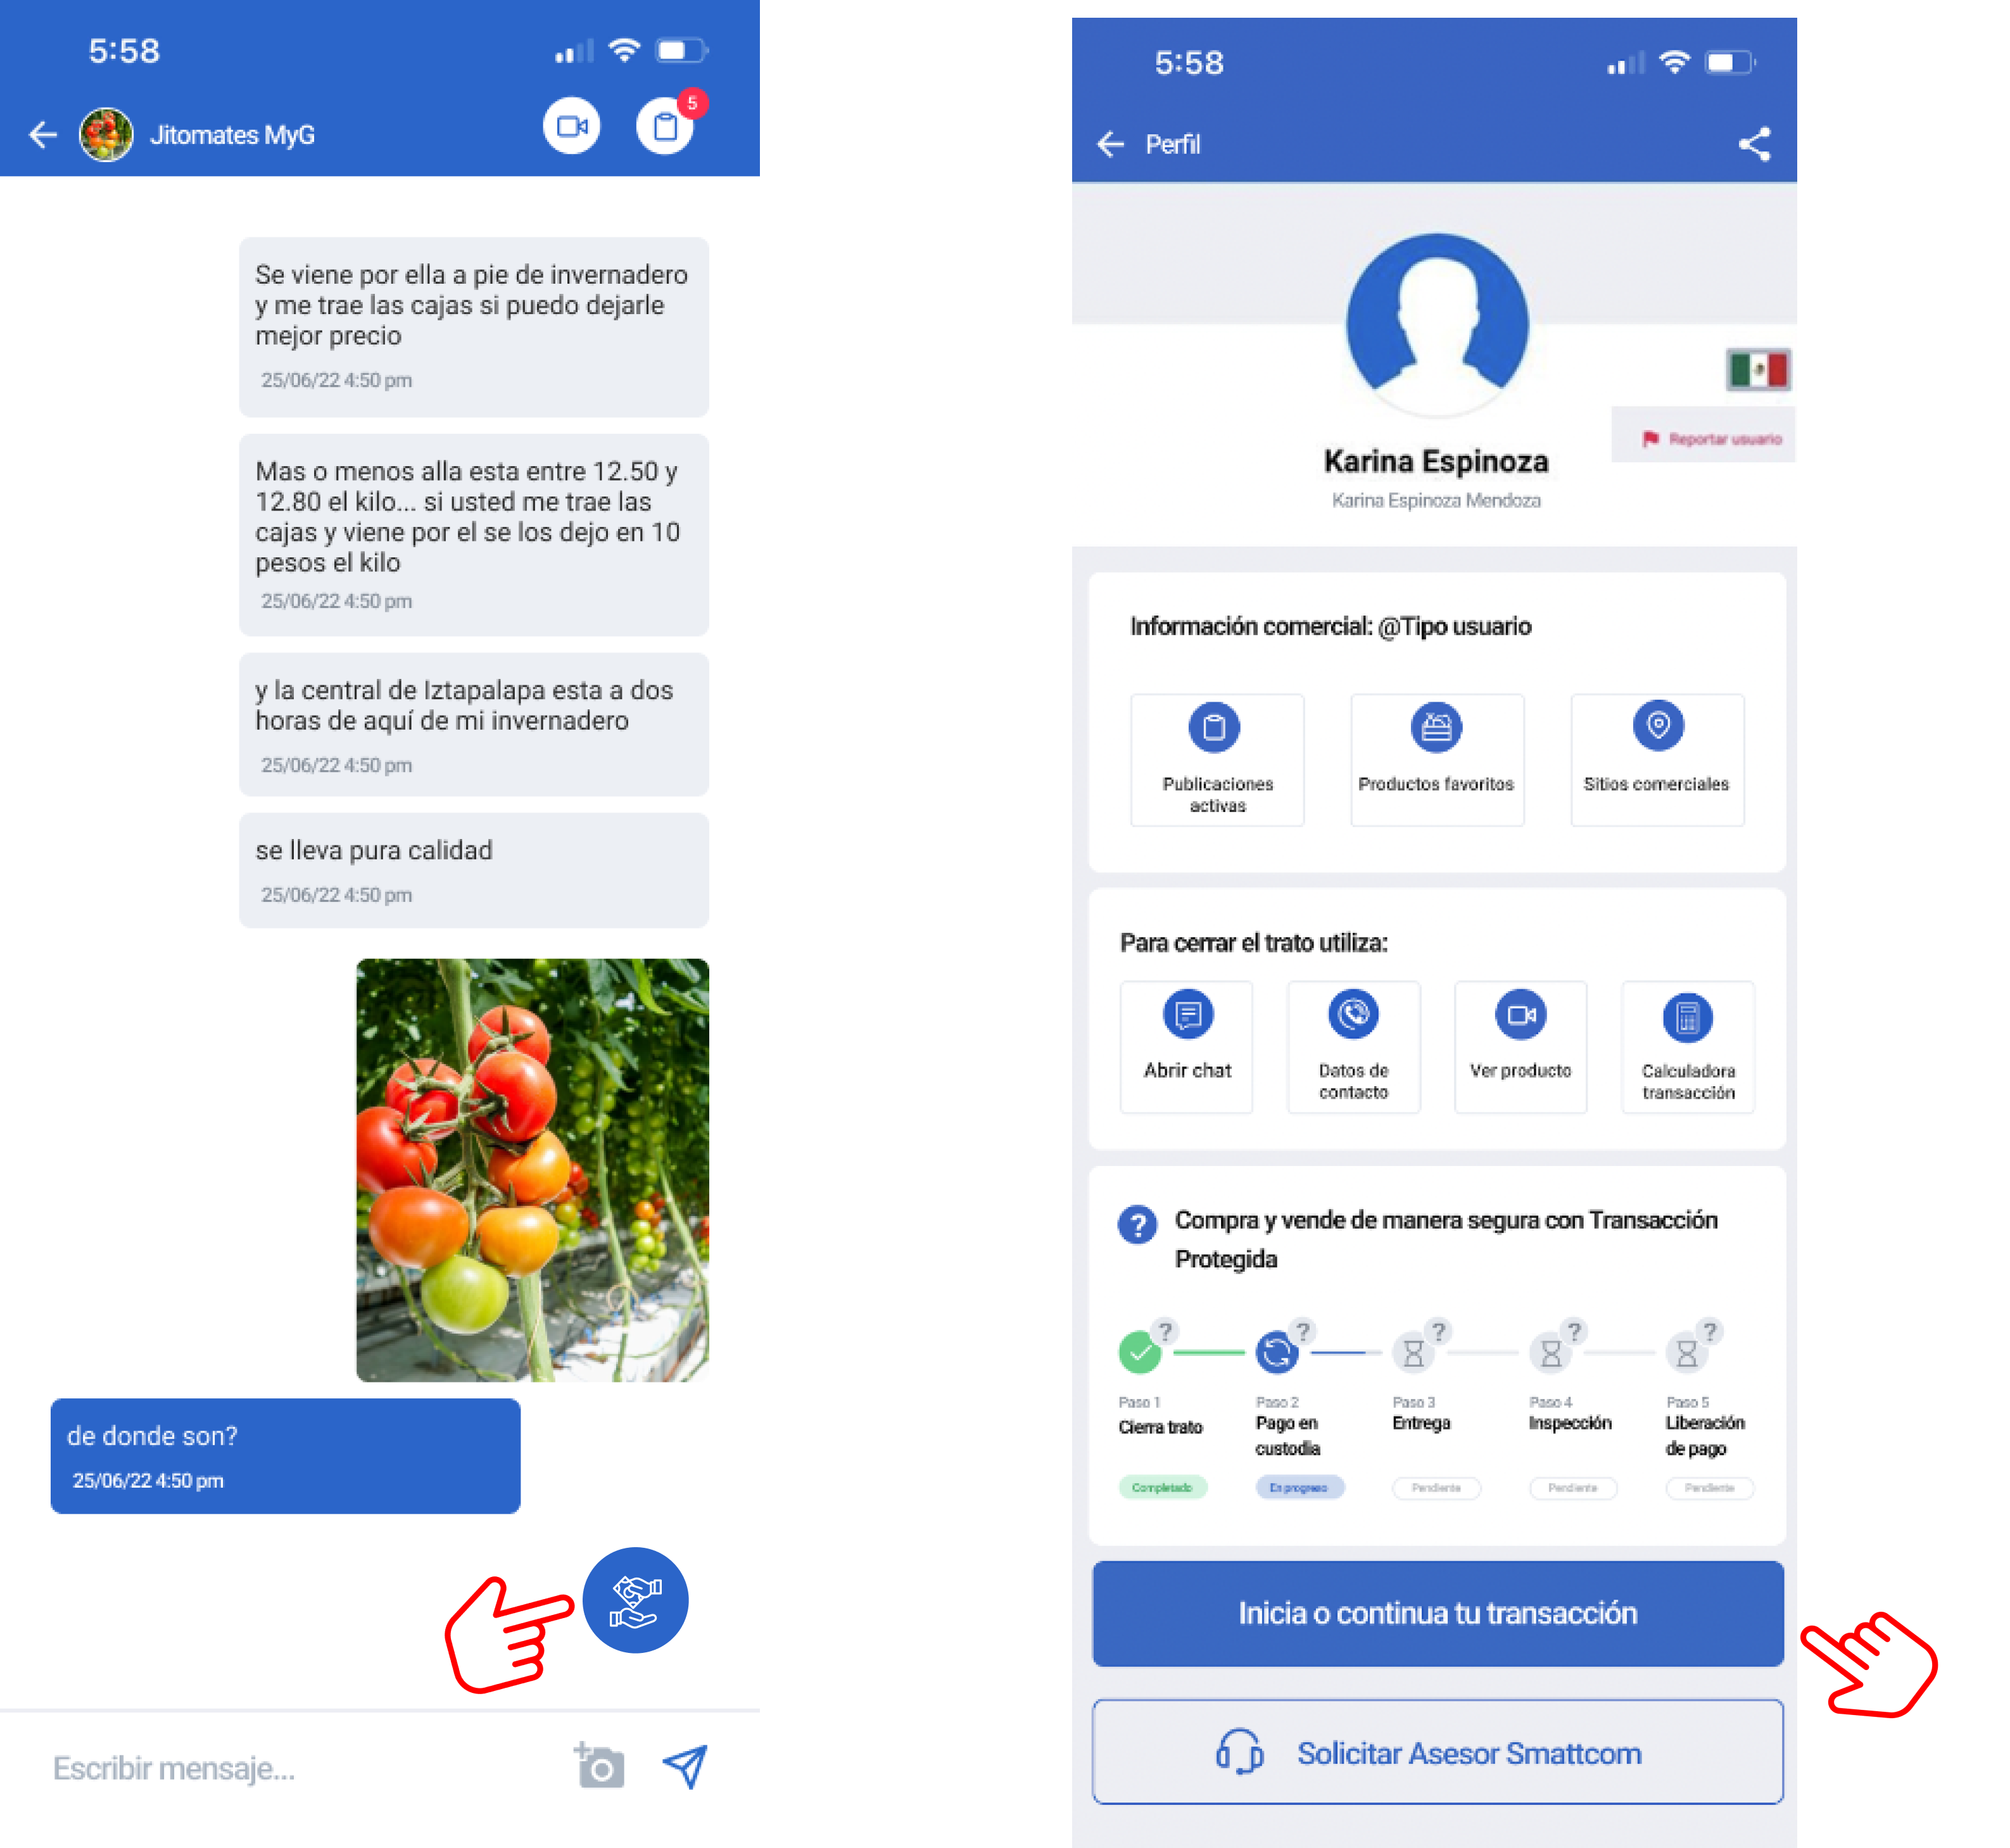 5:58
Jitomates MyG
5
Se viene por ella a pie de invernadero
y me trae las cajas si puedo dejarle
mejor precio
25/06/22 4:50 pm
Mas o menos alla esta entre 12.50 y
12.80 el kilo... si usted me trae las
cajas y viene por el se los dejo en 10
pesos el kilo
25/06/22 4:50 pm
y la central de Iztapalapa esta a dos
horas de aquí de mi invernadero
25/06/22 4:50 pm
se lleva pura calidad
25/06/22 4:50 pm
de donde son?
25/06/22 4:50 pm
Escribir mensaje...
5:58
Perfil
Reportar usuario
Karina Espinoza
Karina Espinoza Mendoza
Información comercial: @Tipo usuario
Publicaciones
activas
Productos favoritos
Sitios comerciales
Para cerrar el trato utiliza:
Abrir chat
Datos de
contacto
Ver producto
Calculadora
transacción
? Compra y vende de manera segura con Transacción
Protegida
? ? ? ? ?
Paso 1
Cierra trato
Completado
Paso 2
Pago en
custodia
En progreso
Paso 3
Entrega
Pendiente
Paso 4
Inspección
Pendiente
Paso 5
Liberación
de pago
Pendiente
Inicia o continua tu transacción
Solicitar Asesor Smattcom